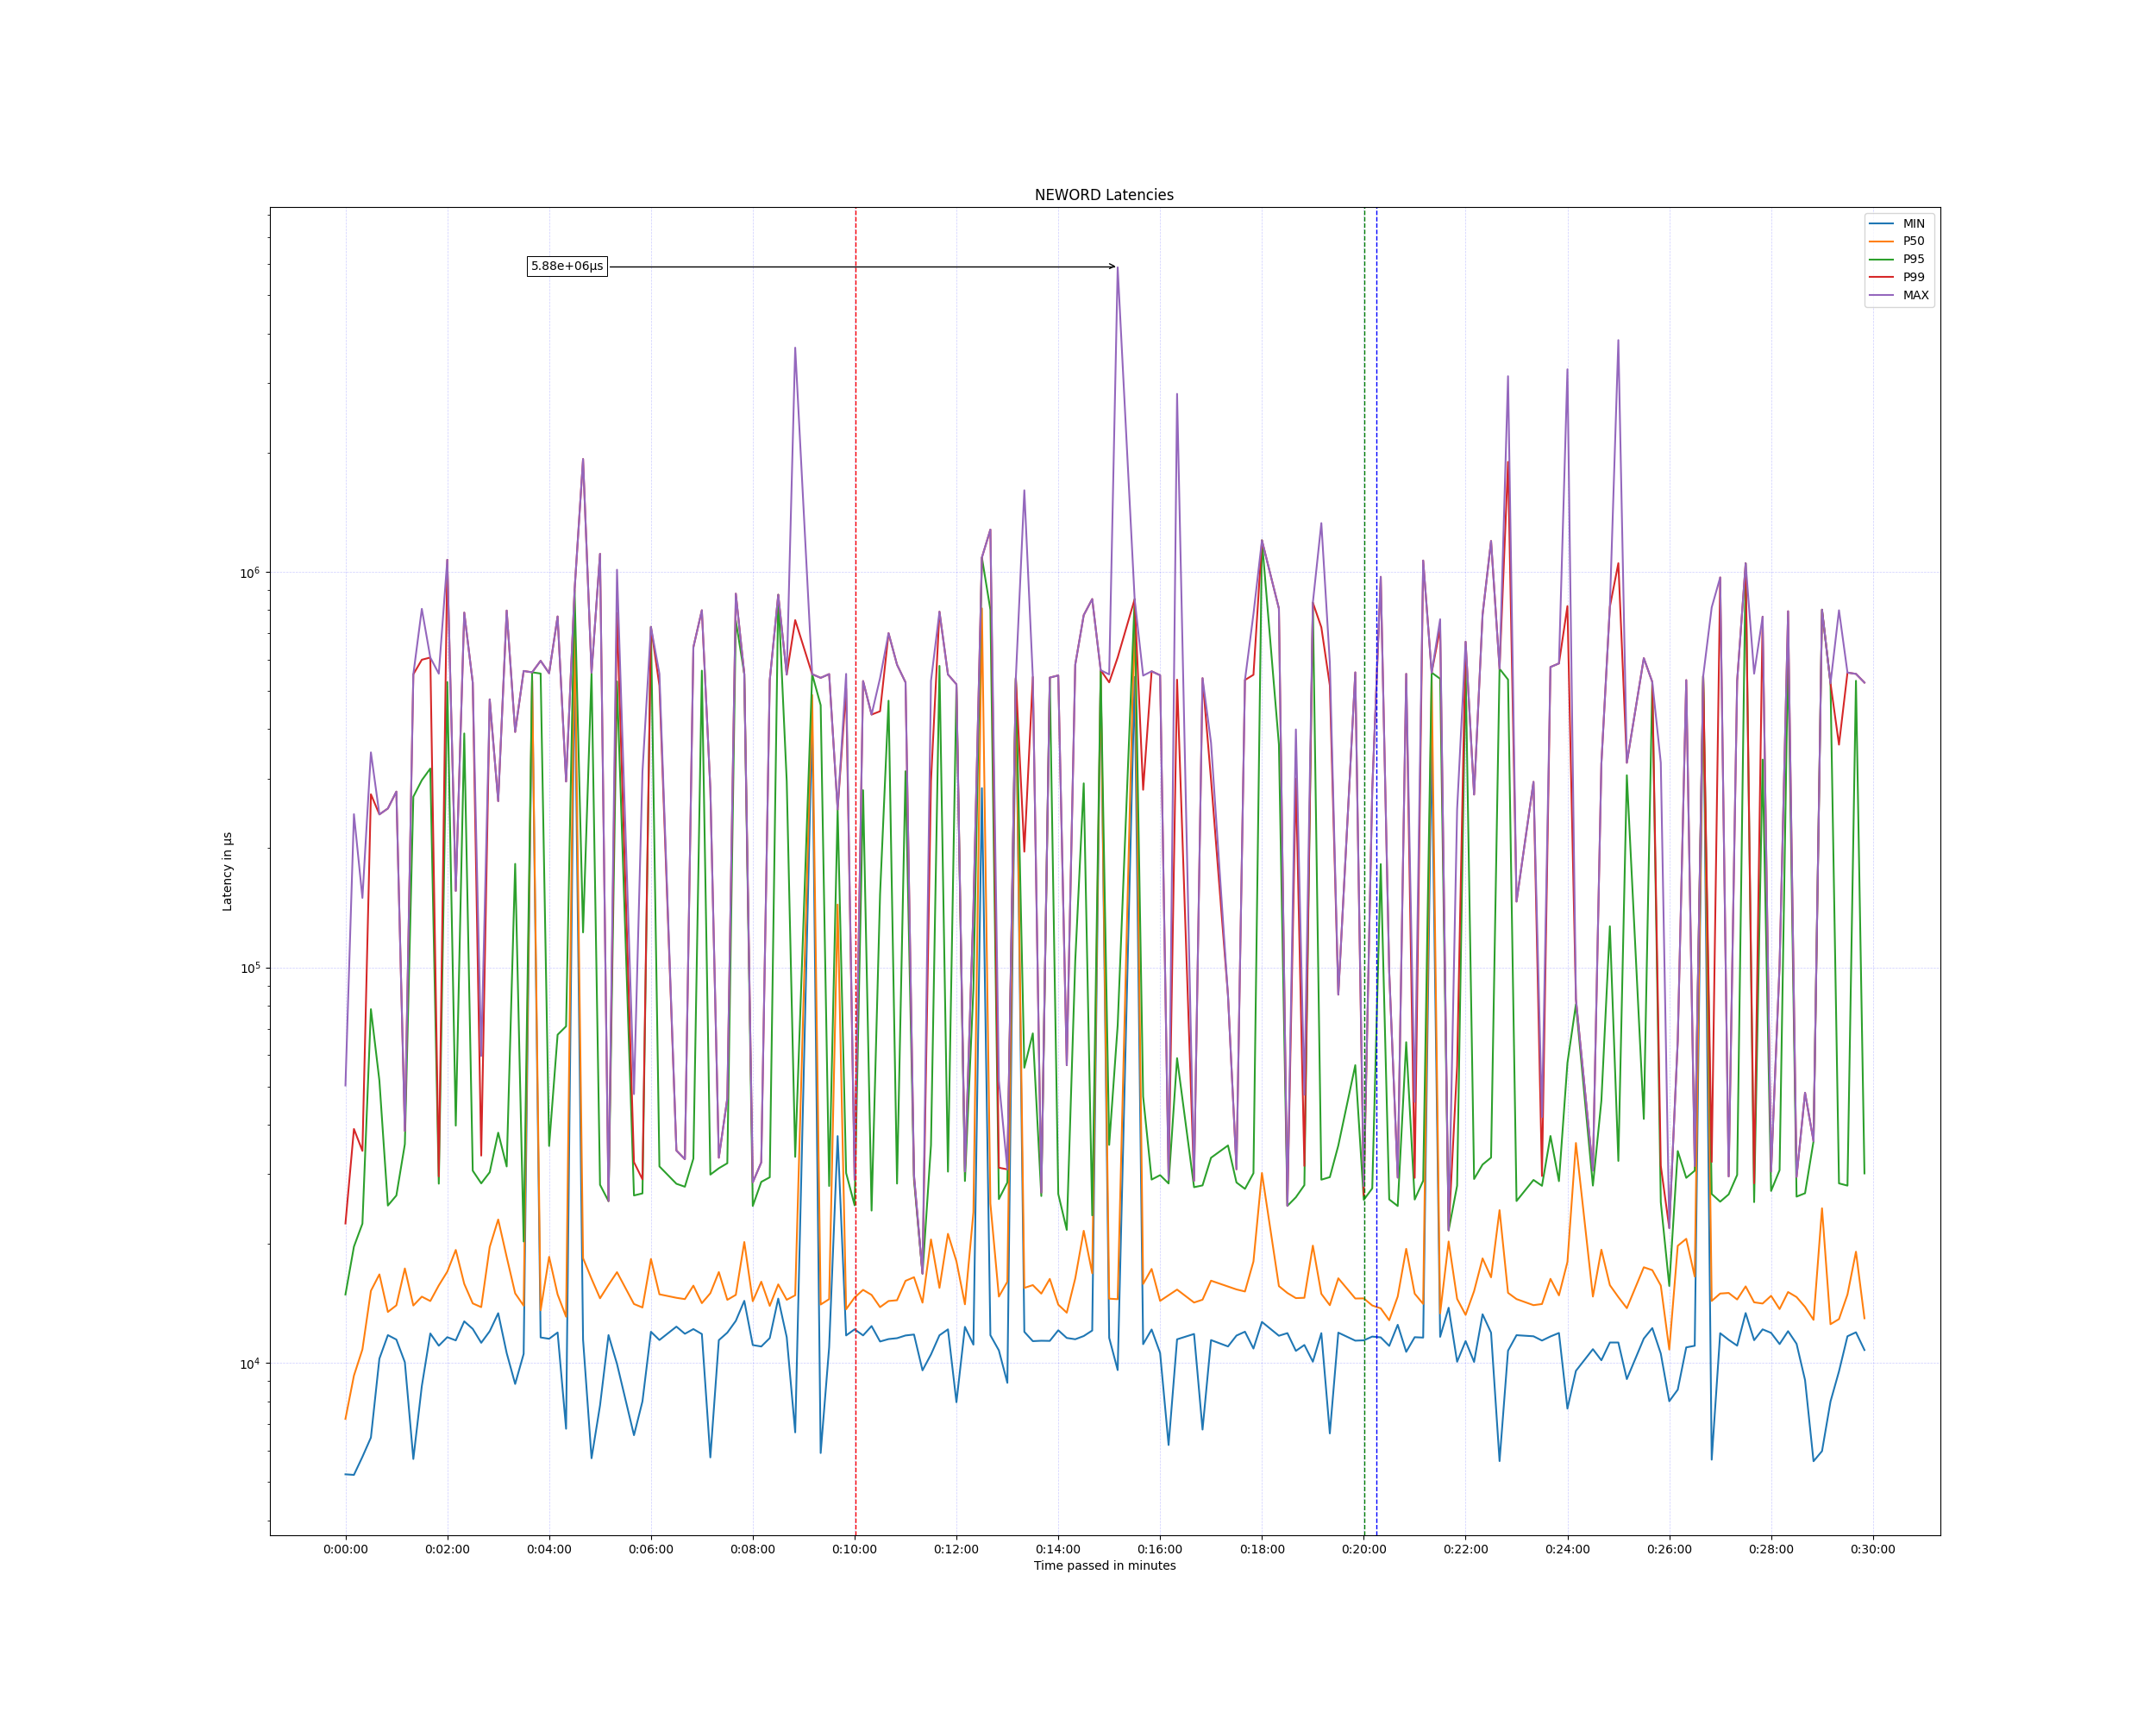 NEWORD Latencies
5.88e+06µs
MIN
P50
P95
P99
MAX
10⁶
10⁵
10⁴
Latency in µs
0:00:00 0:02:00 0:04:00 0:06:00 0:08:00 0:10:00 0:12:00 0:14:00 0:16:00 0:18:00 0:20:00 0:22:00 0:24:00 0:26:00 0:28:00 0:30:00
Time passed in minutes